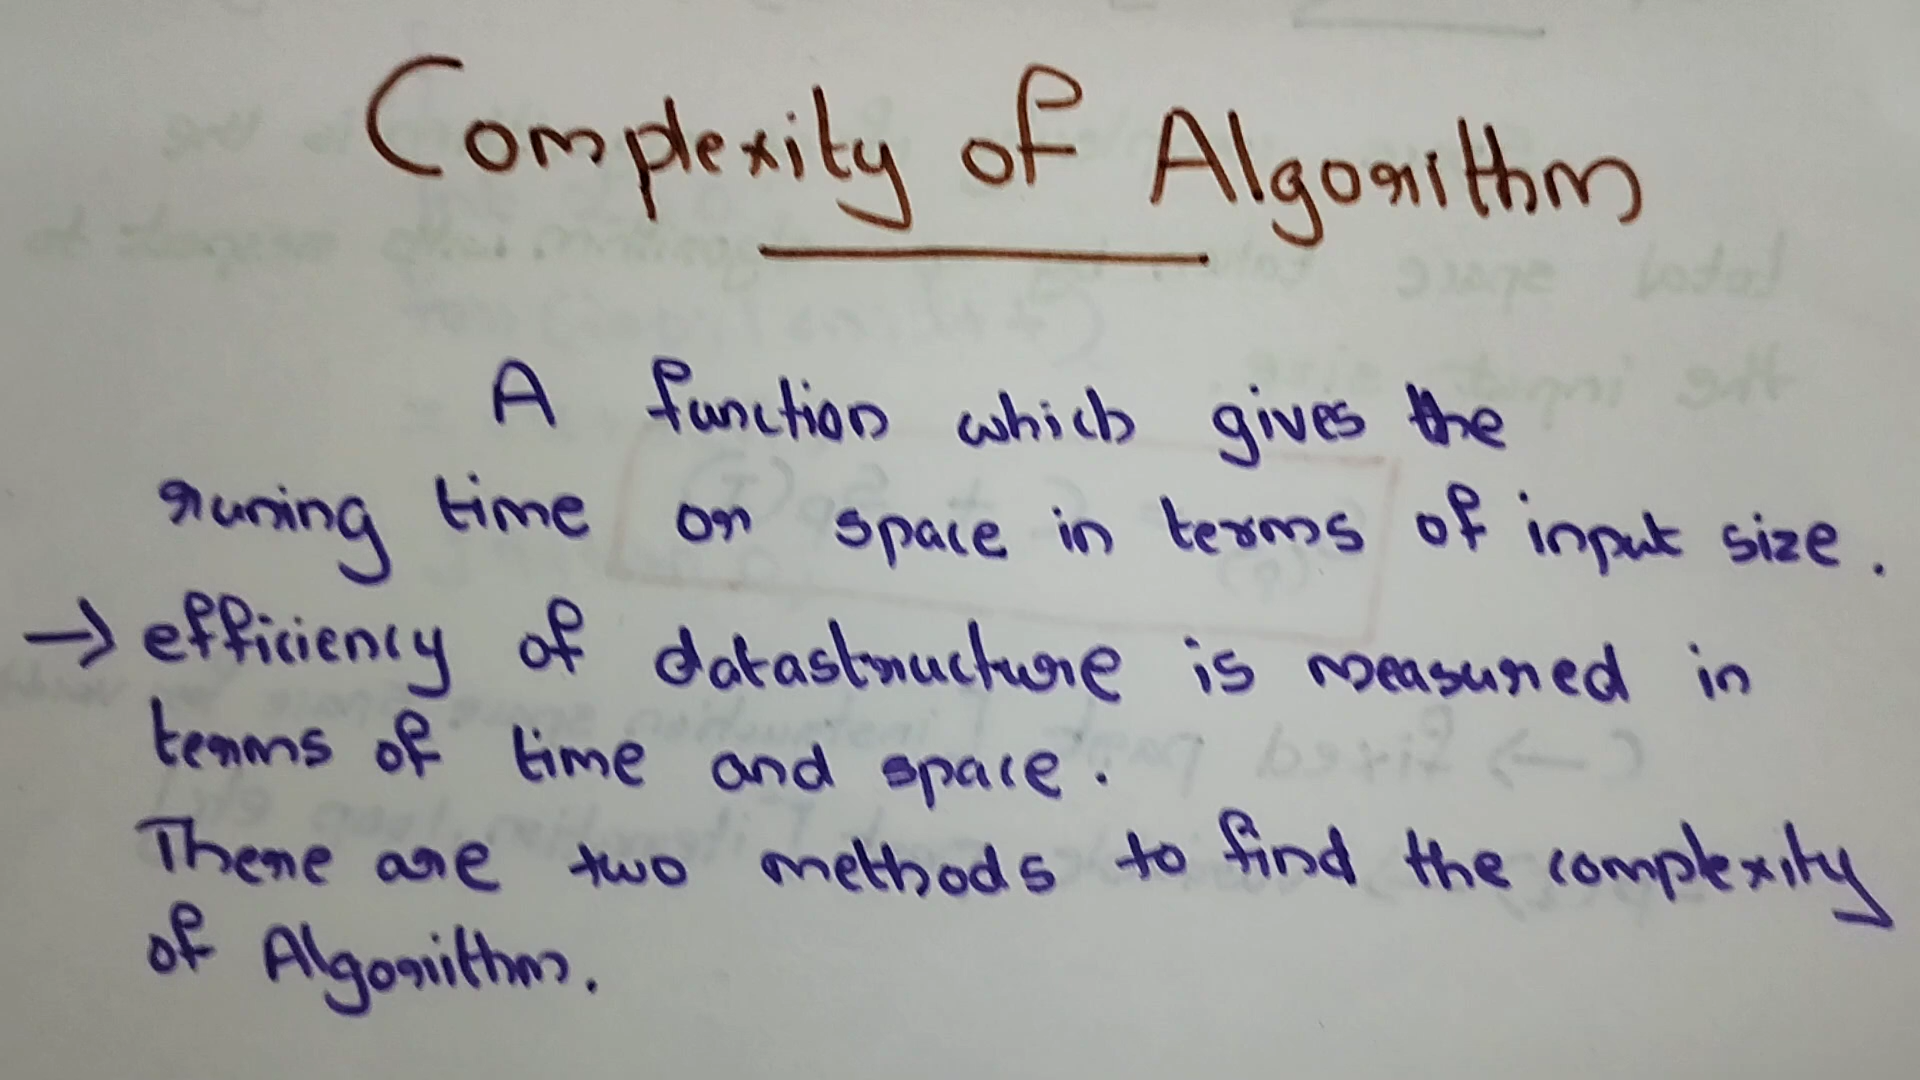 Complexity of Algorithm
A function which gives the
runing time or space in terms of input size.
→ efficiency of datastructure is measured in
terms of time and space.
There are two methods to find the complexity
of Algorithm.